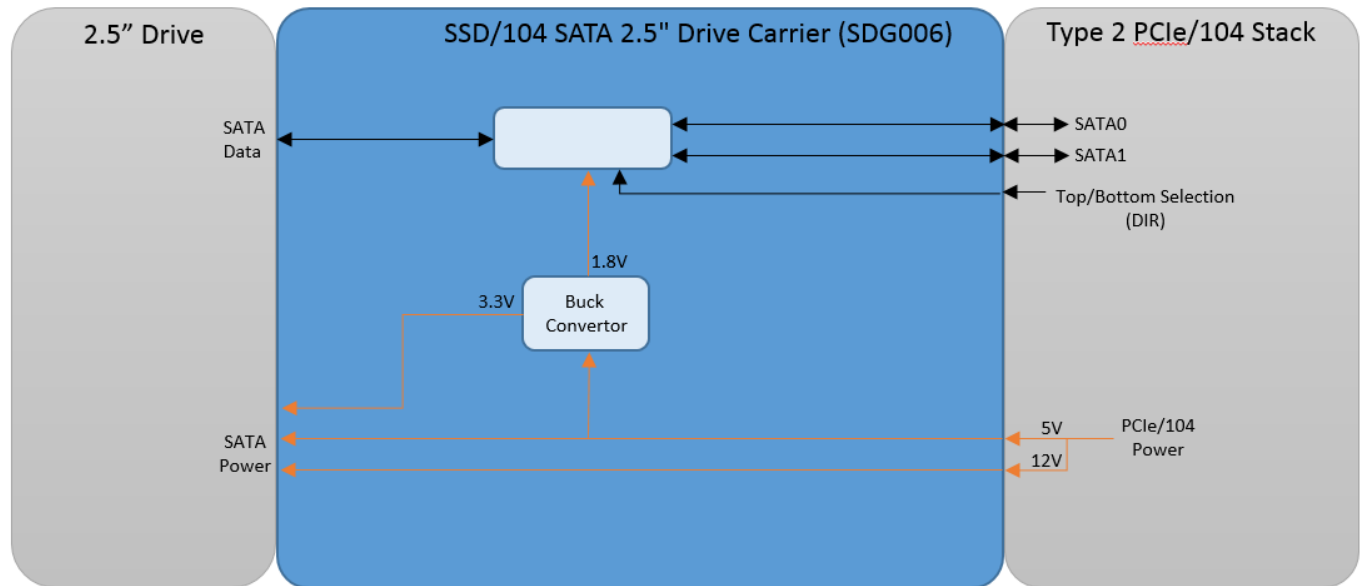 2.5” Drive
SSD/104 SATA 2.5" Drive Carrier (SDG006)
Type 2 PCIe/104 Stack
SATA
Data
SATA0
SATA1
Top/Bottom Selection
(DIR)
1.8V
3.3V
Buck
Convertor
SATA
Power
5V
12V
PCIe/104
Power